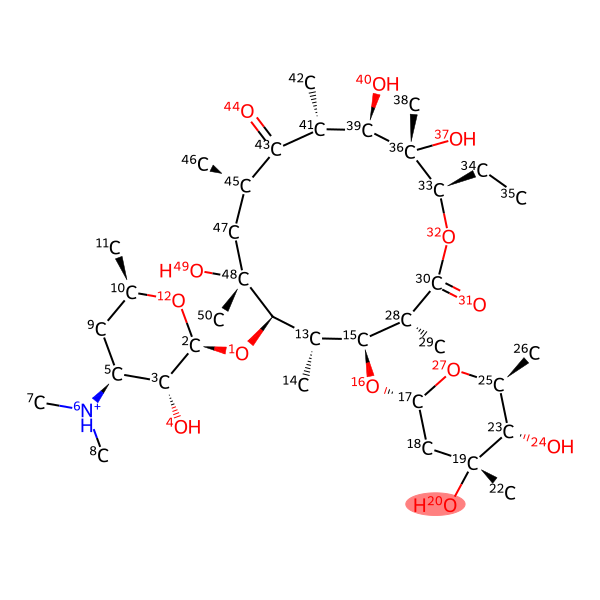 ⁴²C ⁴⁰OH ³⁸C
⁴⁴O ⁴¹C ³⁹C ³⁷OH
⁴³C ³⁶C ³⁴C
⁴⁶C ⁴⁵C ³³C ³⁵C
⁴⁷C ³²O
¹¹C H⁴⁹O ⁴⁸C ³⁰C
¹⁰C ¹²O ⁵⁰C ³¹O
⁹C ²C ¹O ¹³C ¹⁵C ²⁸C ²⁹C ²⁶C
⁵C ³C ¹⁴C ¹⁶O ²⁷O ²⁵C
⁷C ⁶N⁺ H ⁴OH ¹⁷C
⁸C ¹⁸C ²³C ²⁴OH
¹⁹C
H²⁰O ²²C